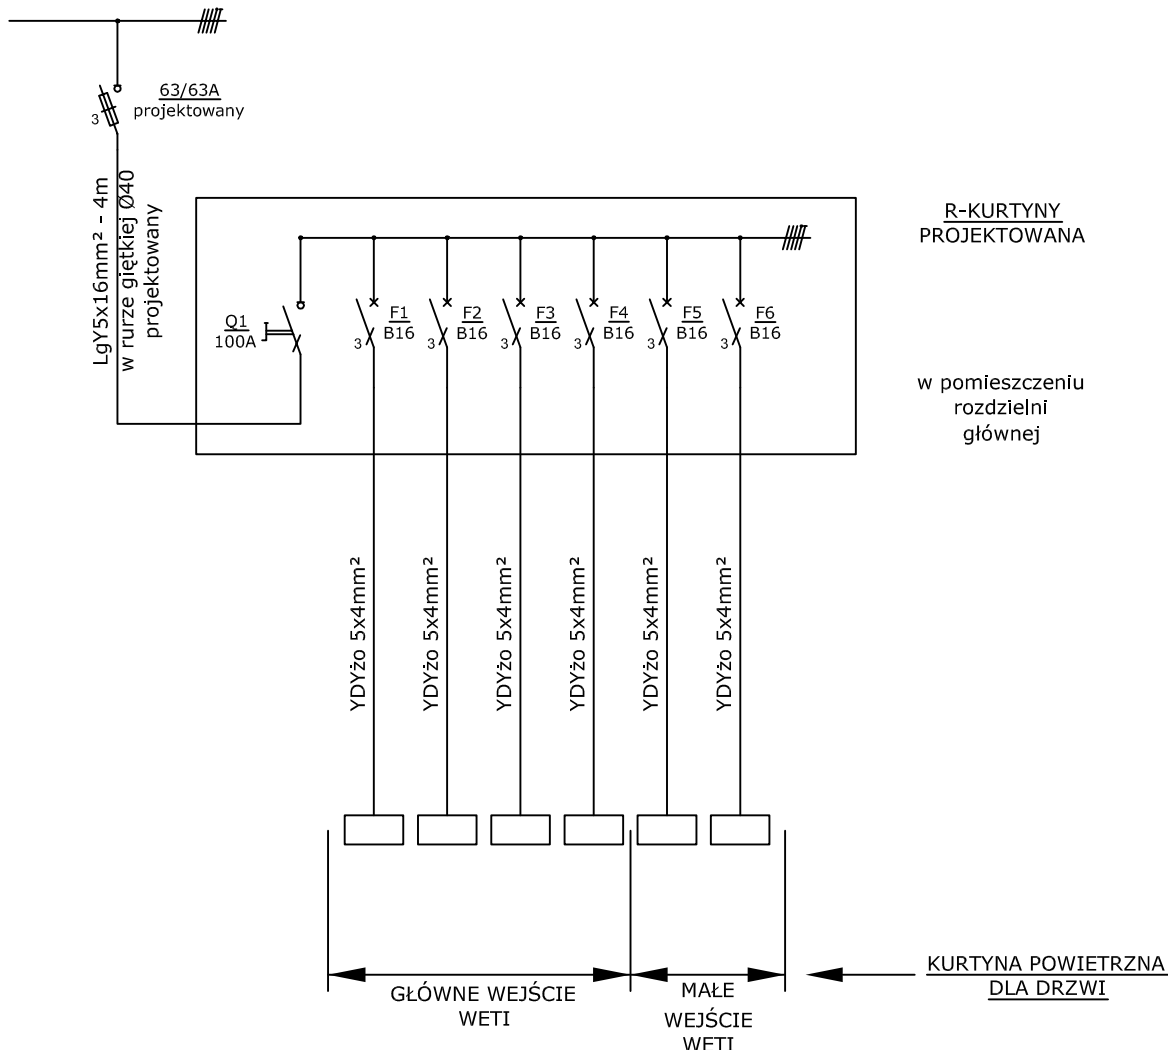 63/63A
projektowany
3
LgY5x16mm² - 4m
w rurze giętkiej Ø40
projektowany
R-KURTYNY
PROJEKTOWANA
Q1
100A
F1
B16
3
F2
B16
3
F3
B16
3
F4
B16
3
F5
B16
3
F6
B16
3
w pomieszczeniu
rozdzielni
głównej
YDYżo 5x4mm²
YDYżo 5x4mm²
YDYżo 5x4mm²
YDYżo 5x4mm²
YDYżo 5x4mm²
YDYżo 5x4mm²
GŁÓWNE WEJŚCIE
WETI
MAŁE
WEJŚCIE
WETI
KURTYNA POWIETRZNA
DLA DRZWI